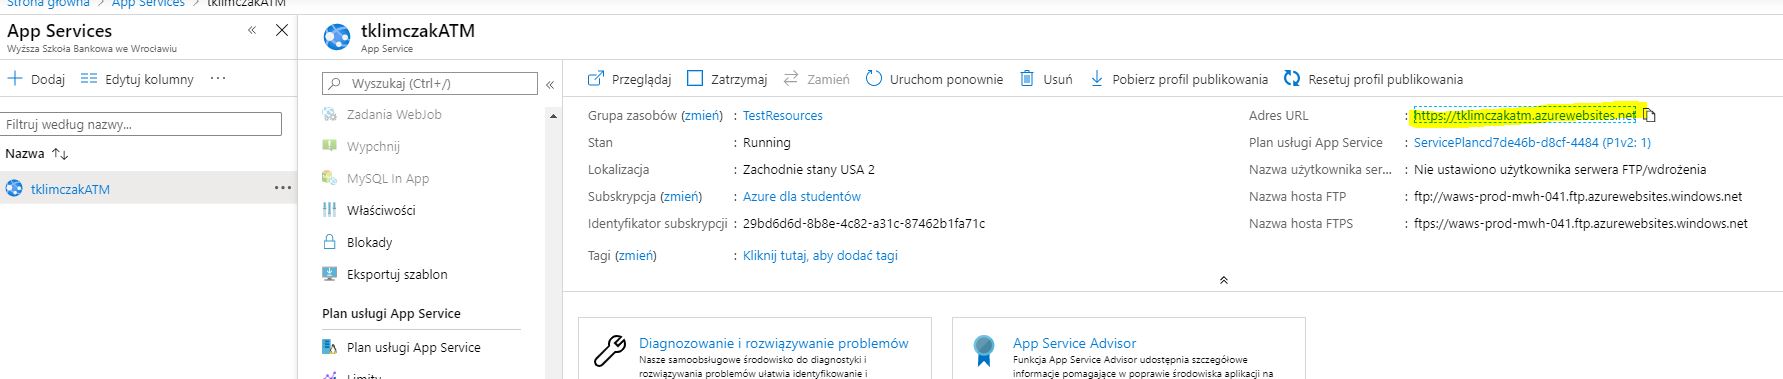 Strona główna > App Services > tklimczakATM
App Services
Wyższa Szkoła Bankowa we Wrocławiu
Dodaj Edytuj kolumny ...
Filtruj według nazwy...
Nazwa
tklimczakATM ...
tklimczakATM
App Service
Wyszukaj (Ctrl+/)
Zadania WebJob
Wypchnij
MySQL In App
Właściwości
Blokady
Eksportuj szablon
Plan usługi App Service
Plan usługi App Service
Limity
Przeglądaj Zatrzymaj Zamień Uruchom ponownie Usuń Pobierz profil publikowania Resetuj profil publikowania
Grupa zasobów (zmień) : TestResources
Stan : Running
Lokalizacja : Zachodnie stany USA 2
Subskrypcja (zmień) : Azure dla studentów
Identyfikator subskrypcji : 29bd6d6d-8b8e-4c82-a31c-87462b1fa71c
Tagi (zmień) : Kliknij tutaj, aby dodać tagi
Adres URL : https://tklimczakatm.azurewebsites.net
Plan usługi App Service : ServicePlancd7de46b-d8cf-4484 (P1v2: 1)
Nazwa użytkownika ser... : Nie ustawiono użytkownika serwera FTP/wdrożenia
Nazwa hosta FTP : ftp://waws-prod-mwh-041.ftp.azurewebsites.windows.net
Nazwa hosta FTPS : ftps://waws-prod-mwh-041.ftp.azurewebsites.windows.net
Diagnozowanie i rozwiązywanie problemów
Nasze samoobsługowe środowisko do diagnostyki i
rozwiązywania problemów ułatwia identyfikowanie i
App Service Advisor
Funkcja App Service Advisor udostępnia szczegółowe
informacje pomagające w poprawie środowiska aplikacji na